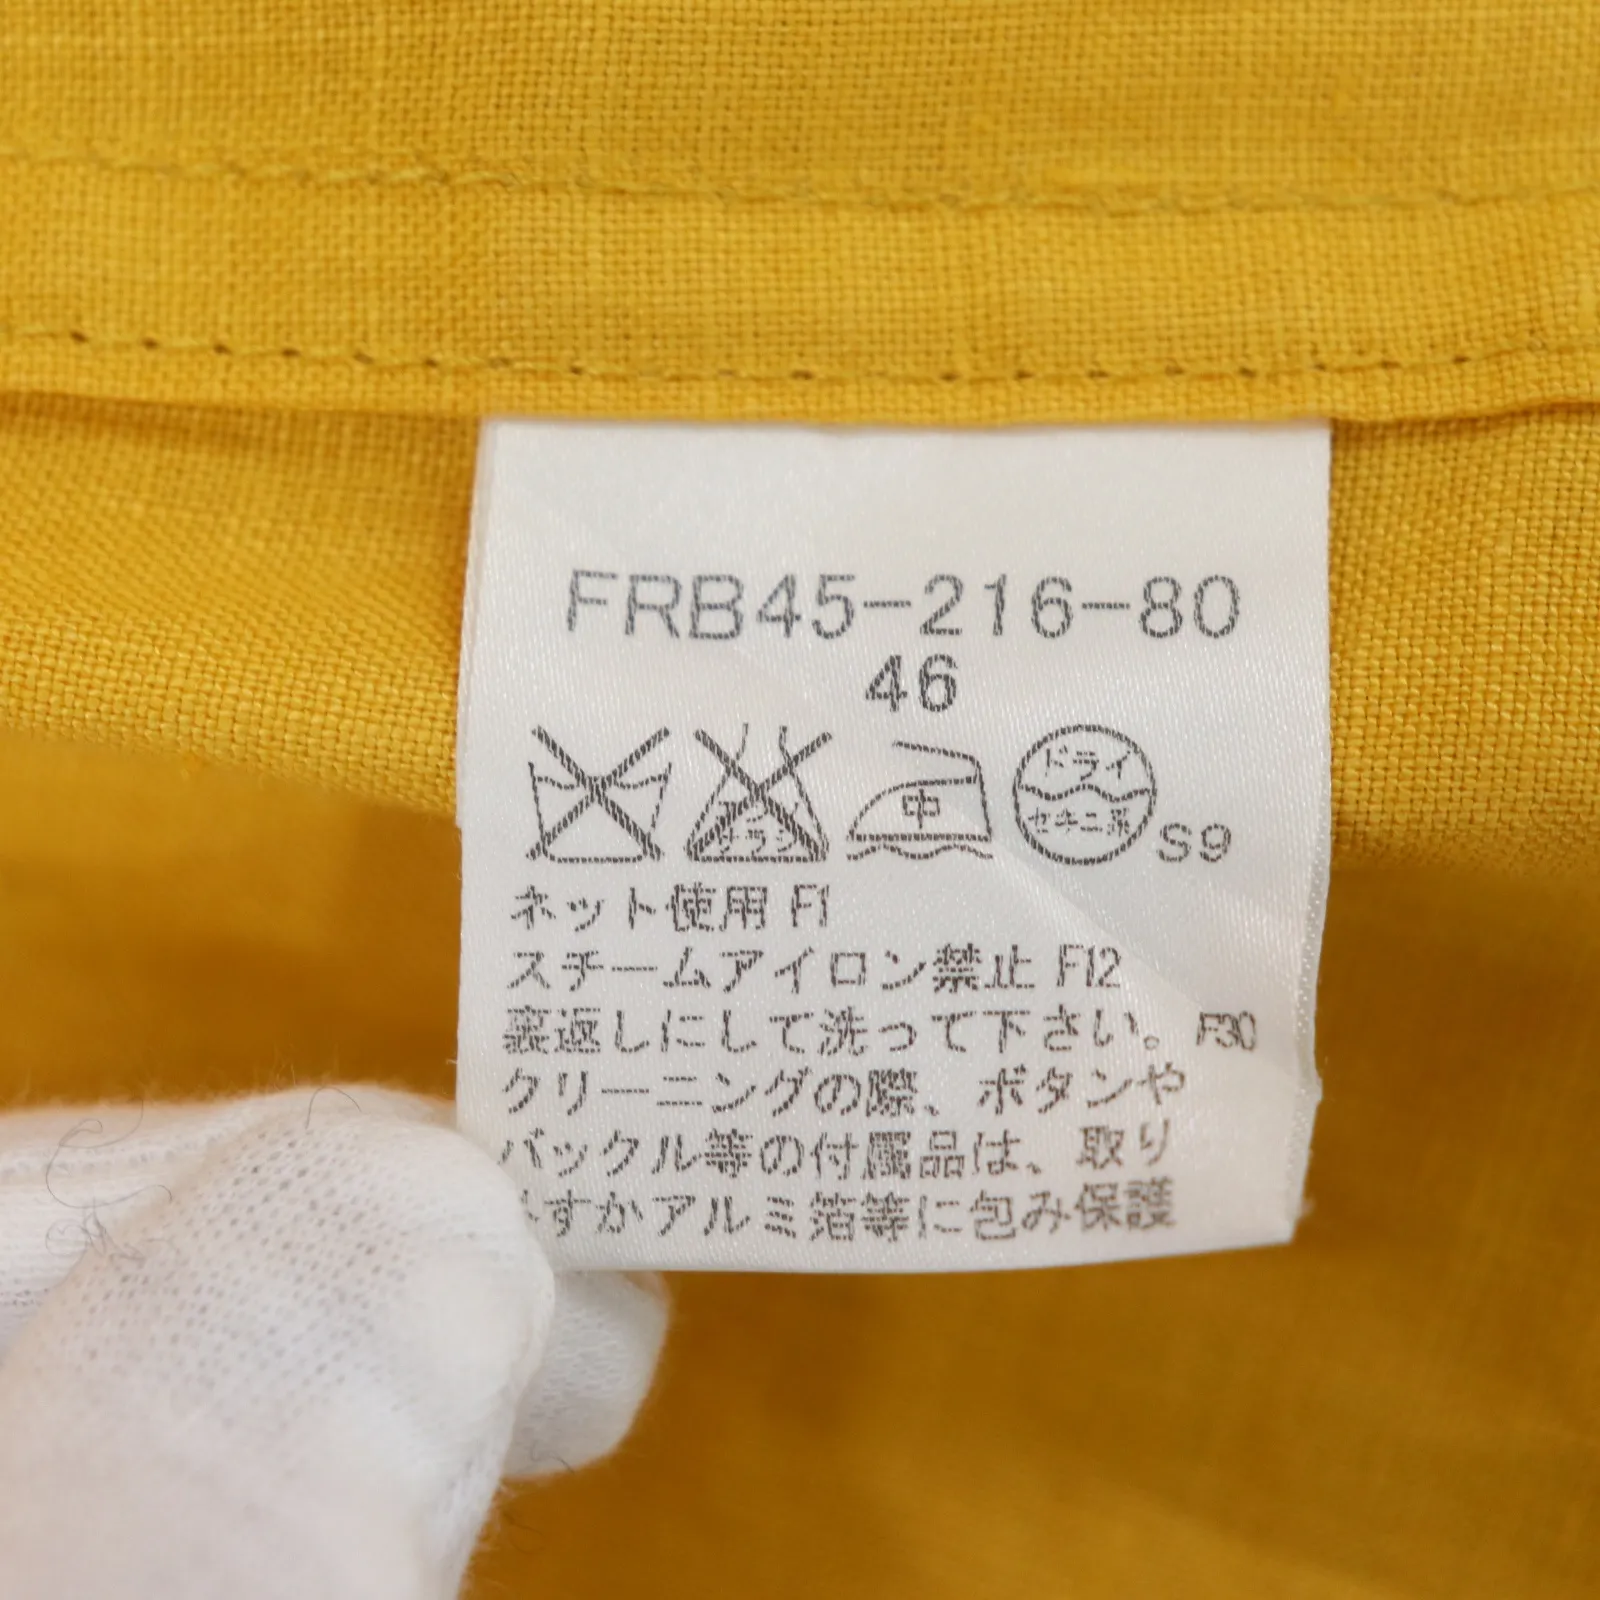 FRB45-216-80
46
中 ドライ
セキユ系 S9
ネット使用 F1
スチームアイロン禁止 F12
裏返しにして洗って下さい。F30
クリーニングの際、ボタンや
バックル等の付属品は、取り
すかアルミ箔等に包み保護